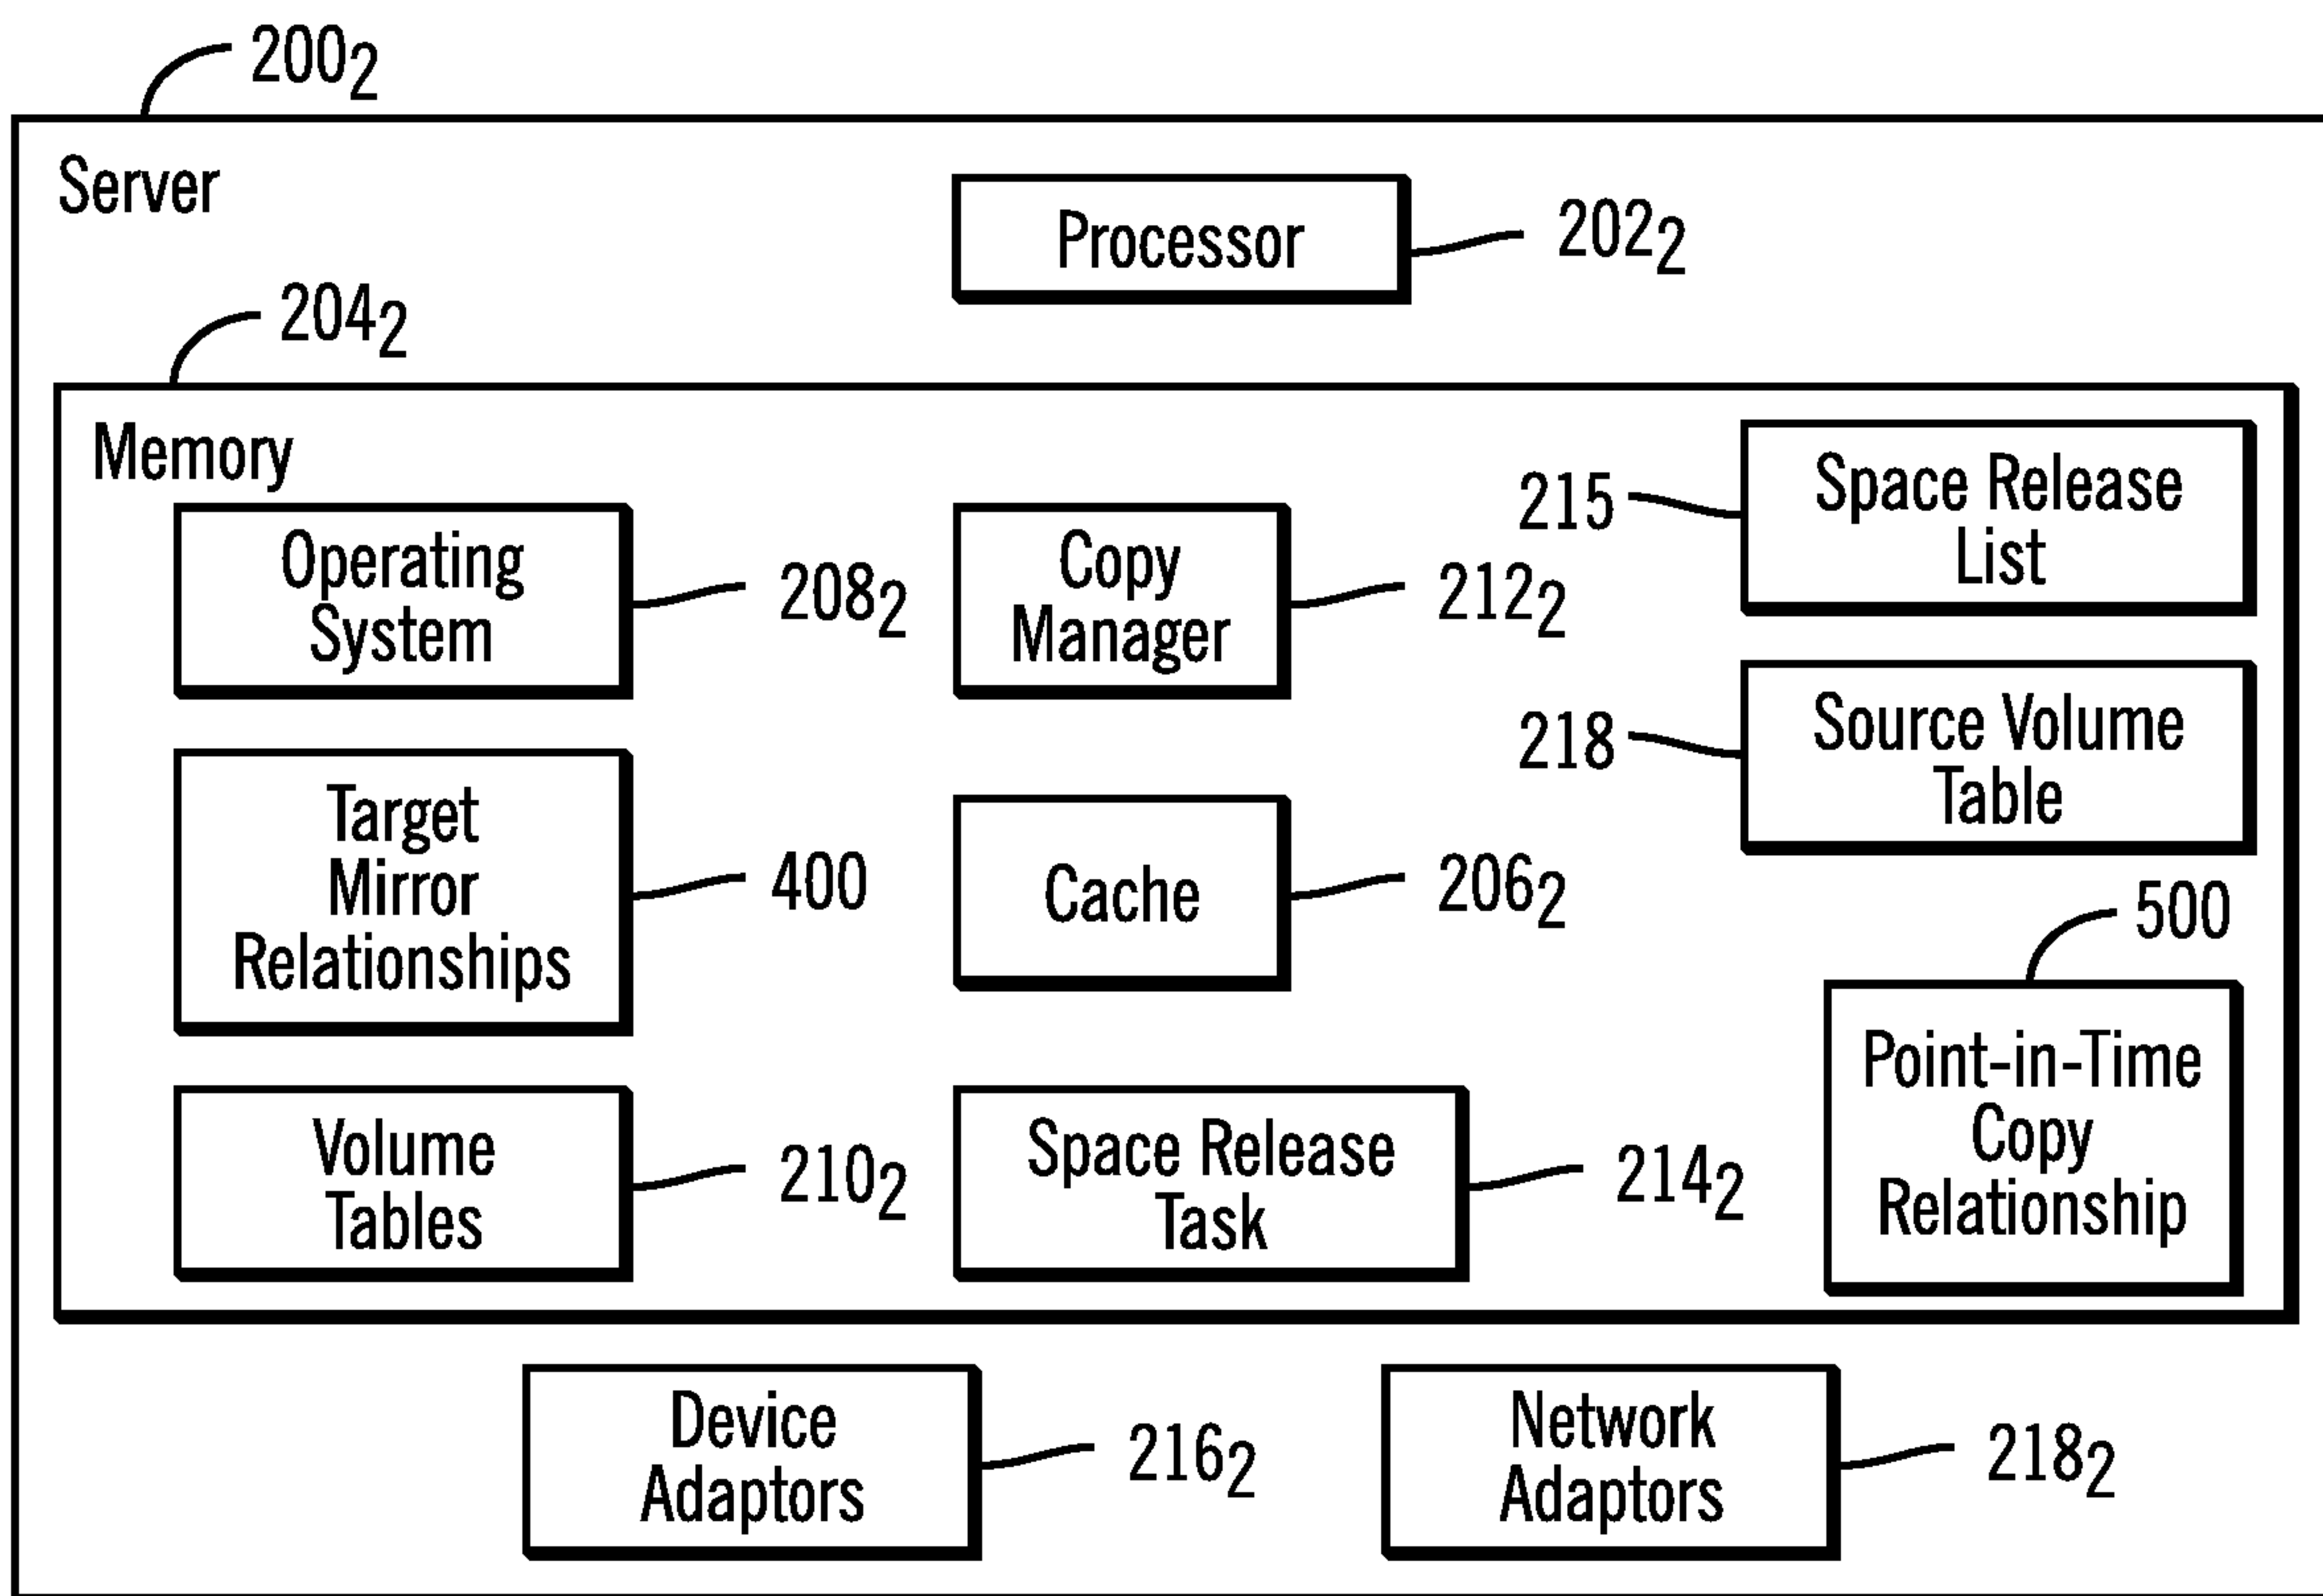 200₂
Server
Processor
202₂
204₂
Memory
Operating
System
208₂
Copy
Manager
212₂
215
Space Release
List
218
Source Volume
Table
Target
Mirror
Relationships
400
Cache
206₂
500
Point-in-Time
Copy
Relationship
Volume
Tables
210₂
Space Release
Task
214₂
Device
Adaptors
216₂
Network
Adaptors
218₂